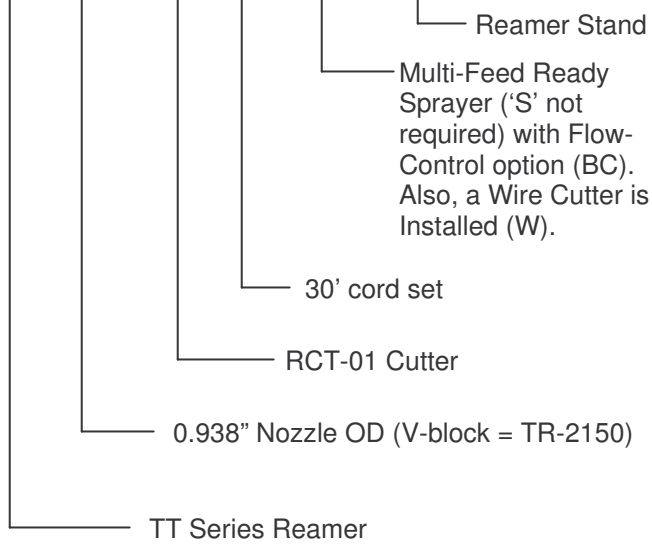 Reamer Stand
Multi-Feed Ready
Sprayer (‘S’ not
required) with Flow-
Control option (BC).
Also, a Wire Cutter is
Installed (W).
30’ cord set
RCT-01 Cutter
0.938” Nozzle OD (V-block = TR-2150)
TT Series Reamer